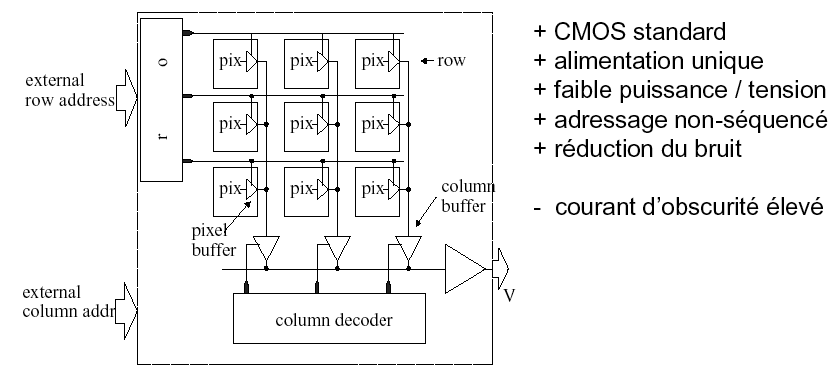 external
row address
r o
pix
pix
pix
row
pix
pix
pix
pix
pix
pix
column
buffer
pixel
buffer
external
column addr
column decoder
V
+ CMOS standard
+ alimentation unique
+ faible puissance / tension
+ adressage non-séquencé
+ réduction du bruit
- courant d'obscurité élevé